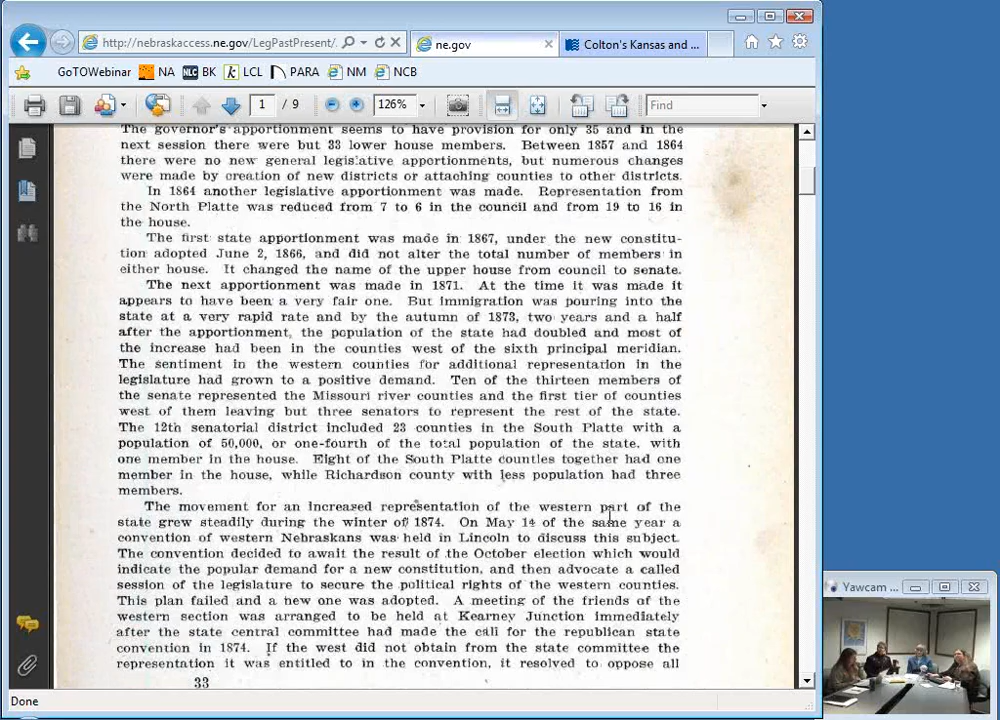 http://nebraskaccess.ne.gov/LegPastPresent/
ne.gov
Colton's Kansas and ...
GoTOWebinar
NA
NLC BK
k LCL
PARA
NM
NCB
1 / 9
126%
Find
The governor's apportionment seems to have provision for only 35 and in the
next session there were but 33 lower house members. Between 1857 and 1864
there were no new general legislative apportionments, but numerous changes
were made by creation of new districts or attaching counties to other districts.
In 1864 another legislative apportionment was made. Representation from
the North Platte was reduced from 7 to 6 in the council and from 19 to 16 in
the house.
The first state apportionment was made in 1867, under the new constitu-
tion adopted June 2, 1866, and did not alter the total number of members in
either house. It changed the name of the upper house from council to senate.
The next apportionment was made in 1871. At the time it was made it
appears to have been a very fair one. But immigration was pouring into the
state at a very rapid rate and by the autumn of 1873, two years and a half
after the apportionment, the population of the state had doubled and most of
the increase had been in the counties west of the sixth principal meridian.
The sentiment in the western counties for additional representation in the
legislature had grown to a positive demand. Ten of the thirteen members of
the senate represented the Missouri river counties and the first tier of counties
west of them leaving but three senators to represent the rest of the state.
The 12th senatorial district included 23 counties in the South Platte with a
population of 50,000, or one-fourth of the total population of the state, with
one member in the house. Eight of the South Platte counties together had one
member in the house, while Richardson county with less population had three
members.
The movement for an increased representation of the western part of the
state grew steadily during the winter of 1874. On May 14 of the same year a
convention of western Nebraskans was held in Lincoln to discuss this subject.
The convention decided to await the result of the October election which would
indicate the popular demand for a new constitution, and then advocate a called
session of the legislature to secure the political rights of the western counties.
This plan failed and a new one was adopted. A meeting of the friends of the
western section was arranged to be held at Kearney Junction immediately
after the state central committee had made the call for the republican state
convention in 1874. If the west did not obtain from the state committee the
representation it was entitled to in the convention, it resolved to oppose all
33
Done
Yawcam ...